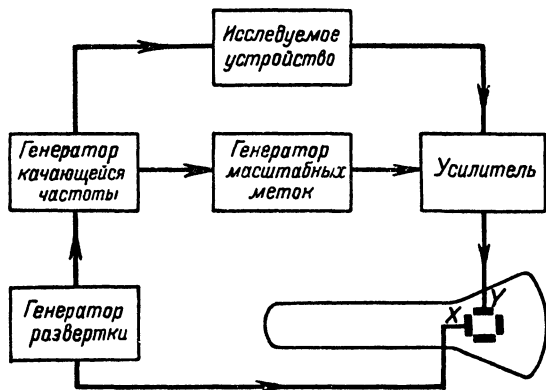 Исследуемое
устройство
Генератор
качающейся
частоты
Генератор
масштабных
меток
Усилитель
Генератор
развертки
X
Y